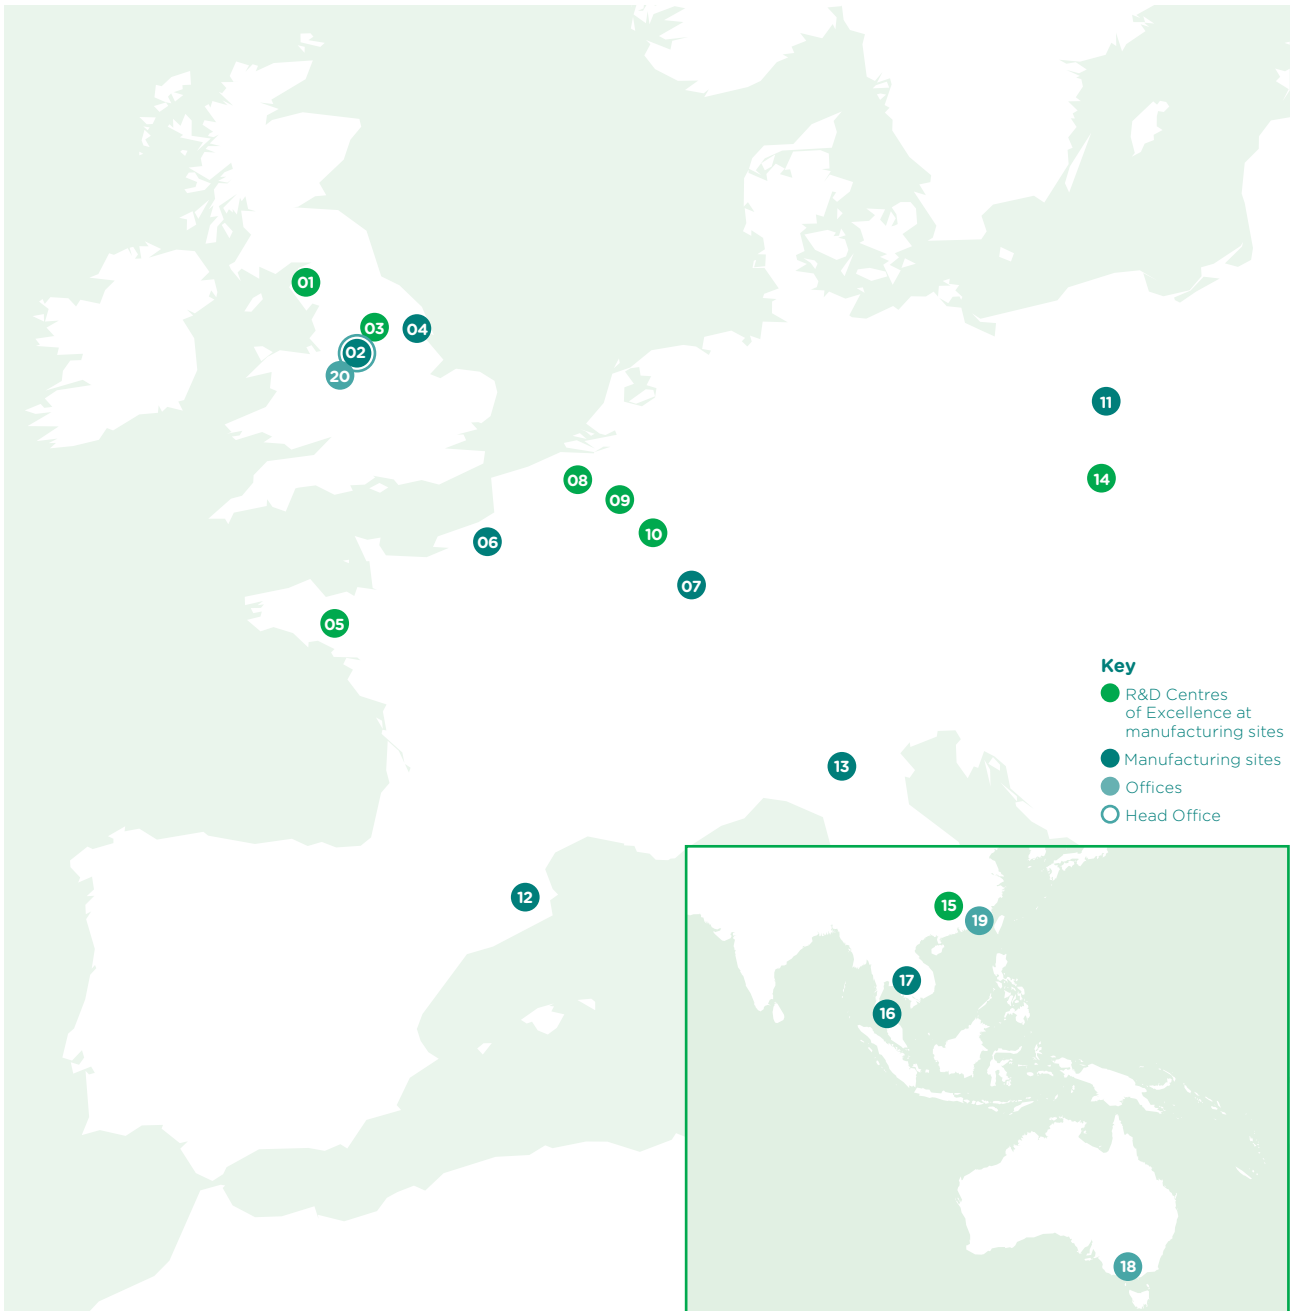 01
03
04
02
20
11
08
14
09
10
06
07
05
Key
R&D Centres
of Excellence at
manufacturing sites
Manufacturing sites
Offices
Head Office
13
12
15
19
17
16
18